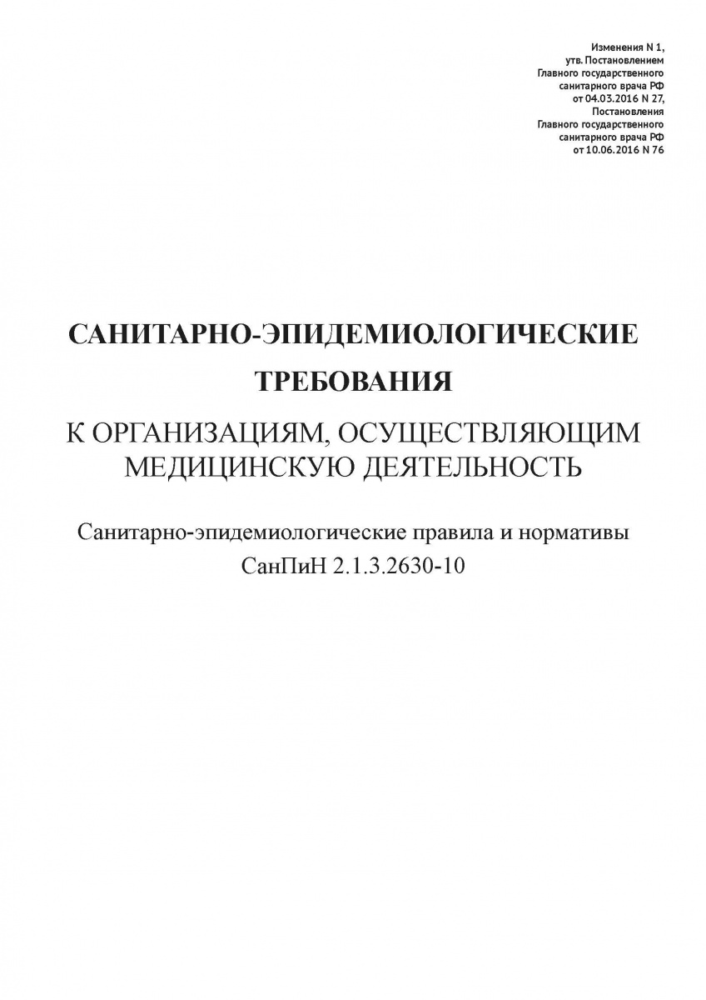 Изменения N 1,
утв. Постановлением
Главного государственного
санитарного врача РФ
от 04.03.2016 N 27,
Постановления
Главного государственного
санитарного врача РФ
от 10.06.2016 N 76
САНИТАРНО-ЭПИДЕМИОЛОГИЧЕСКИЕ
ТРЕБОВАНИЯ
К ОРГАНИЗАЦИЯМ, ОСУЩЕСТВЛЯЮЩИМ
МЕДИЦИНСКУЮ ДЕЯТЕЛЬНОСТЬ
Санитарно-эпидемиологические правила и нормативы
СанПиН 2.1.3.2630-10